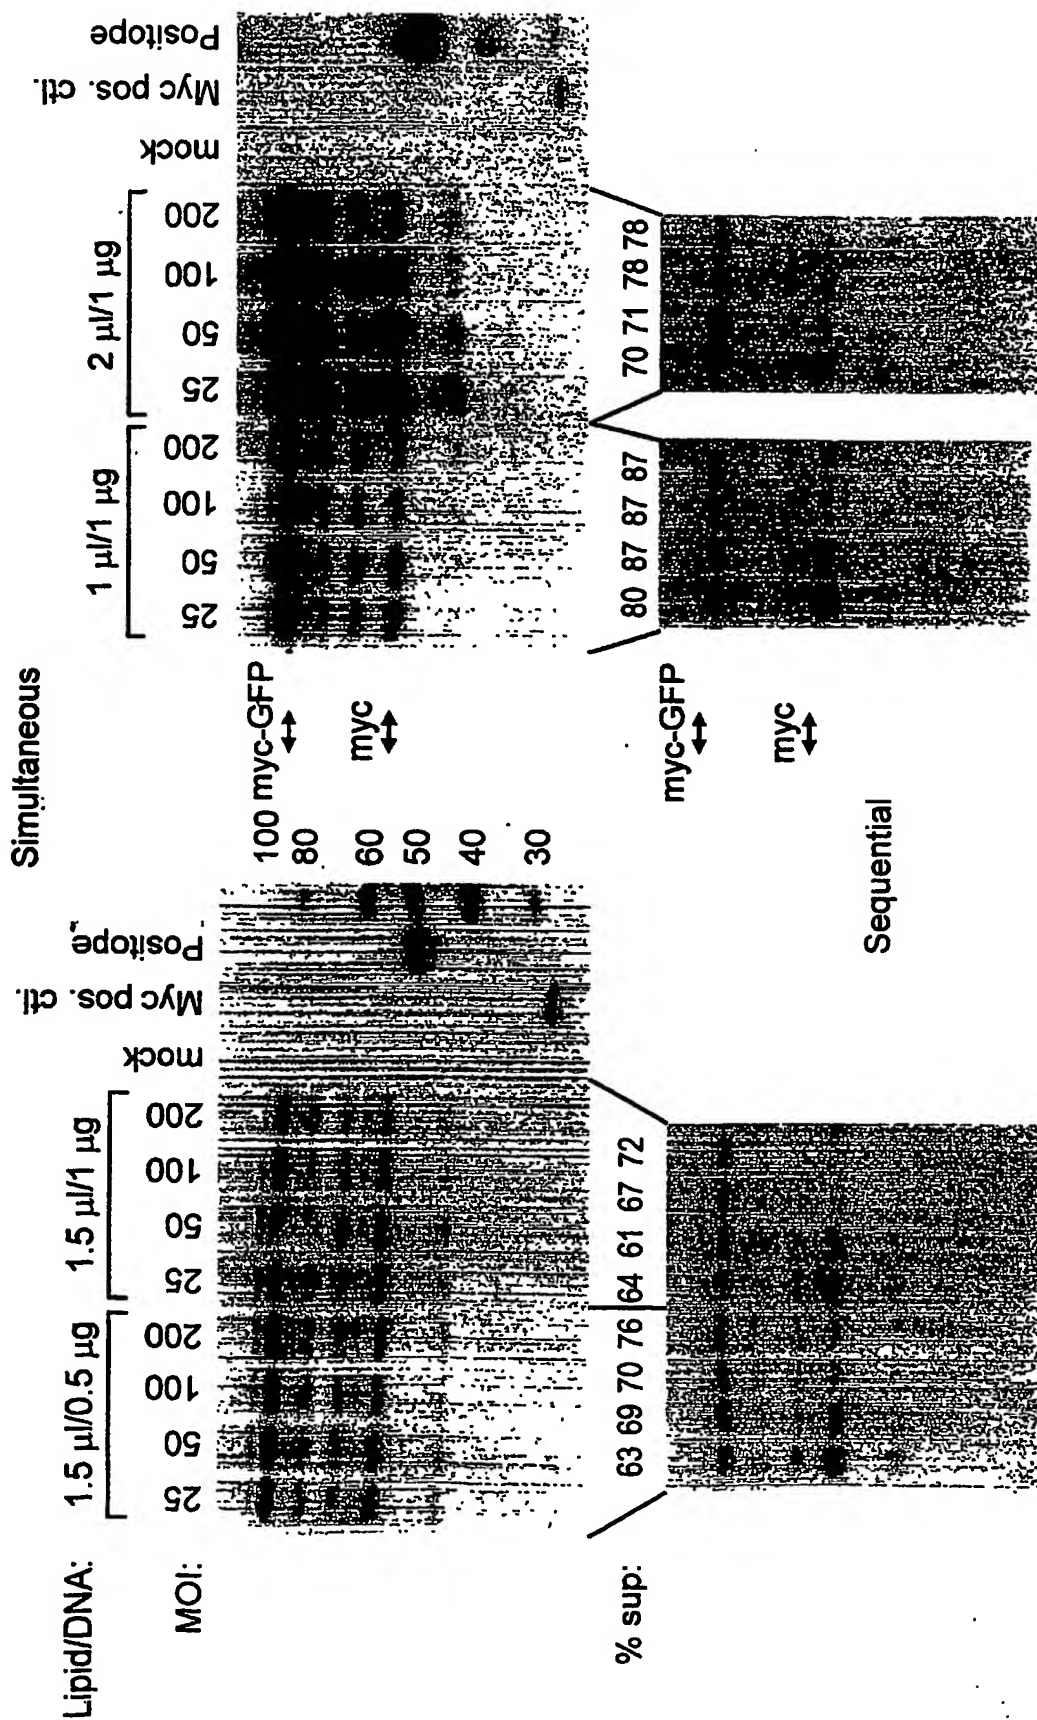 Simultaneous
Lipid/DNA: 1.5 µl/0.5 µg 1.5 µl/1 µg 1 µl/1 µg 2 µl/1 µg
MOI: 25 50 100 200 25 50 100 200 mock Myc pos. ctl. Positope 25 50 100 200 25 50 100 200 mock Myc pos. ctl. Positope
100 myc-GFP
80
60 myc
50
40
30
% sup: 63 69 70 76 64 61 67 72 80 87 87 87 70 71 78 78
myc-GFP
myc
Sequential